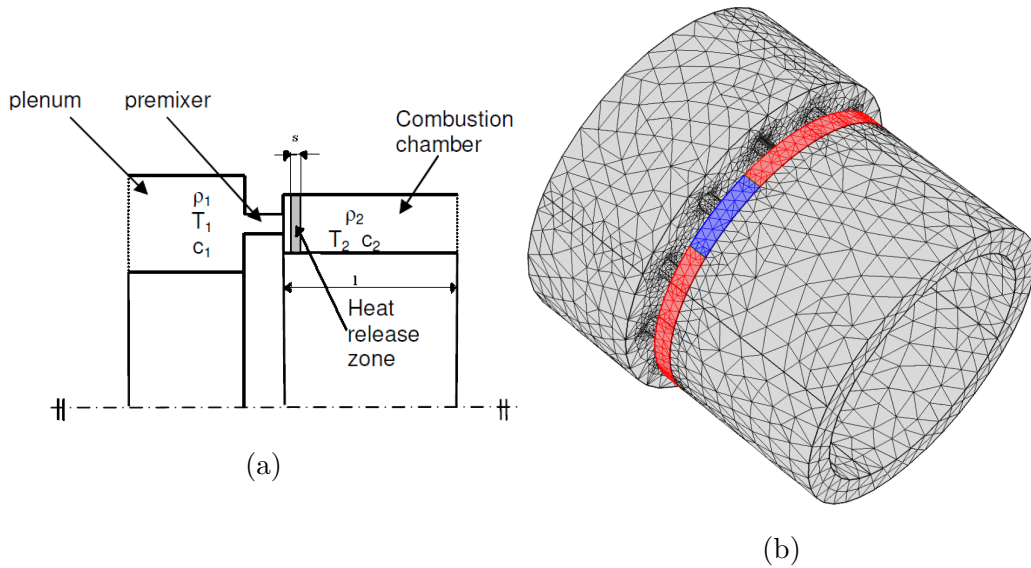 plenum
premixer
s
Combustion
chamber
ρ₁
T₁
c₁
ρ₂
T₂ c₂
l
Heat
release
zone
(a)
(b)